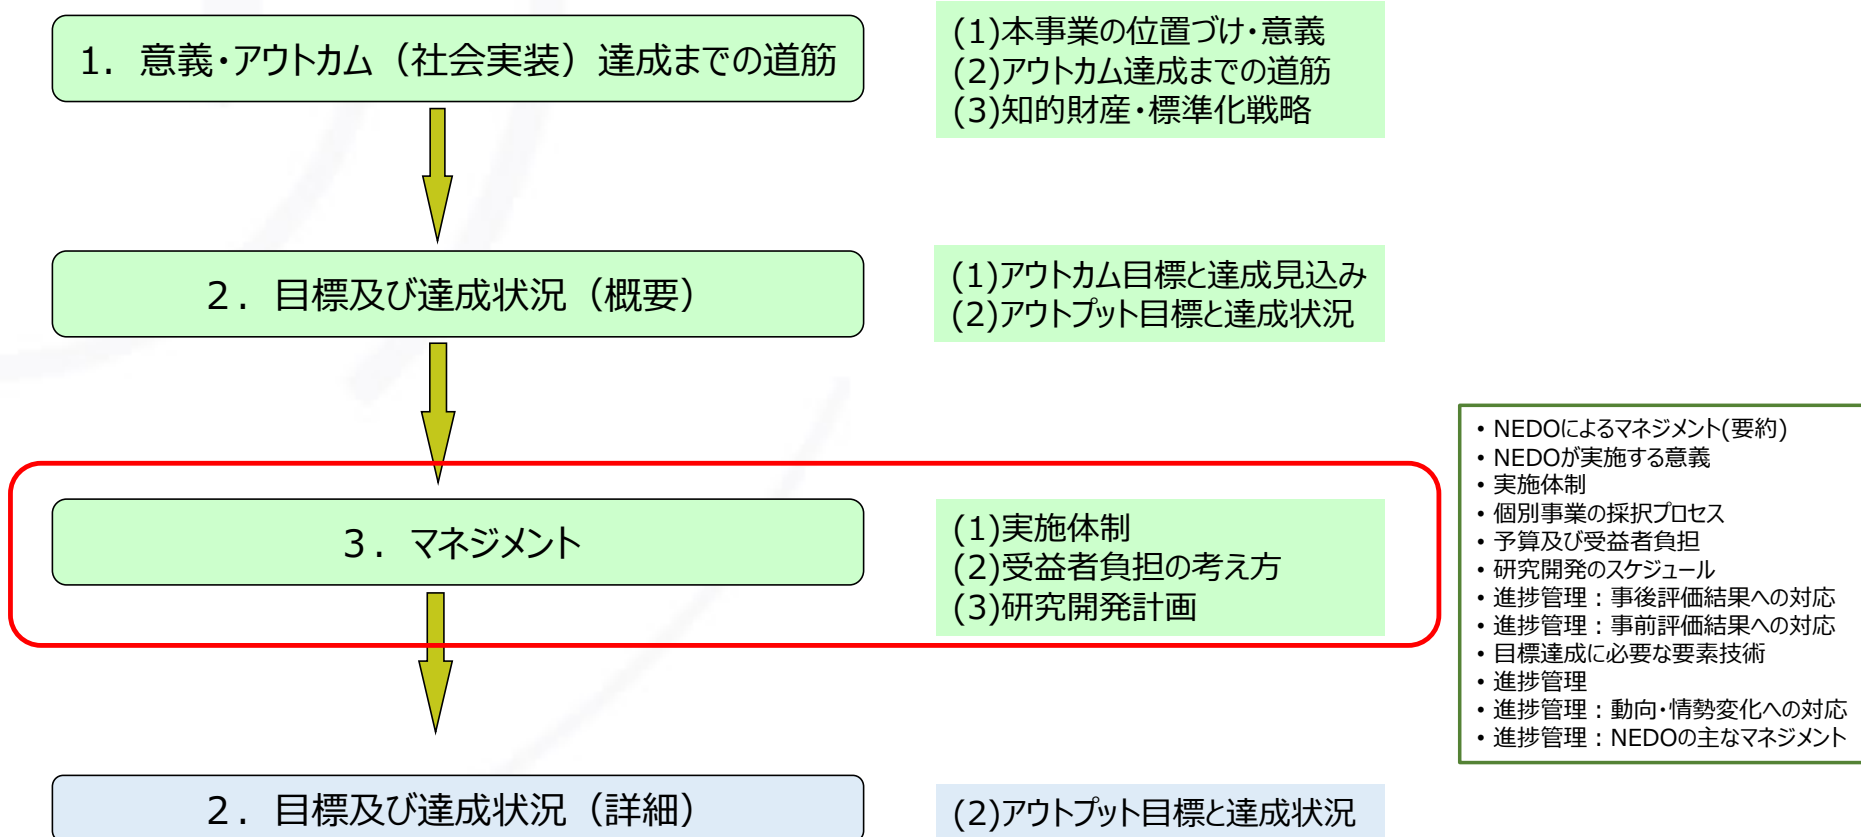 1. 意義・アウトカム（社会実装）達成までの道筋
(1)本事業の位置づけ・意義
(2)アウトカム達成までの道筋
(3)知的財産・標準化戦略
2. 目標及び達成状況（概要）
(1)アウトカム目標と達成見込み
(2)アウトプット目標と達成状況
3. マネジメント
(1)実施体制
(2)受益者負担の考え方
(3)研究開発計画
• NEDOによるマネジメント(要約)
• NEDOが実施する意義
• 実施体制
• 個別事業の採択プロセス
• 予算及び受益者負担
• 研究開発のスケジュール
• 進捗管理：事後評価結果への対応
• 進捗管理：事前評価結果への対応
• 目標達成に必要な要素技術
• 進捗管理
• 進捗管理：動向・情勢変化への対応
• 進捗管理：NEDOの主なマネジメント
2. 目標及び達成状況（詳細）
(2)アウトプット目標と達成状況